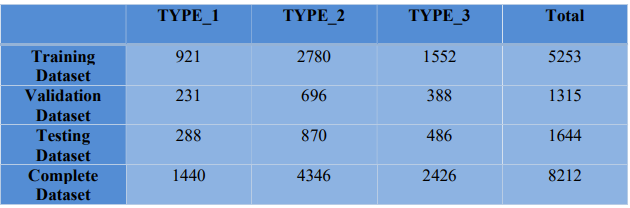 TYPE_1 TYPE_2 TYPE_3 Total
Training Dataset 921 2780 1552 5253
Validation Dataset 231 696 388 1315
Testing Dataset 288 870 486 1644
Complete Dataset 1440 4346 2426 8212